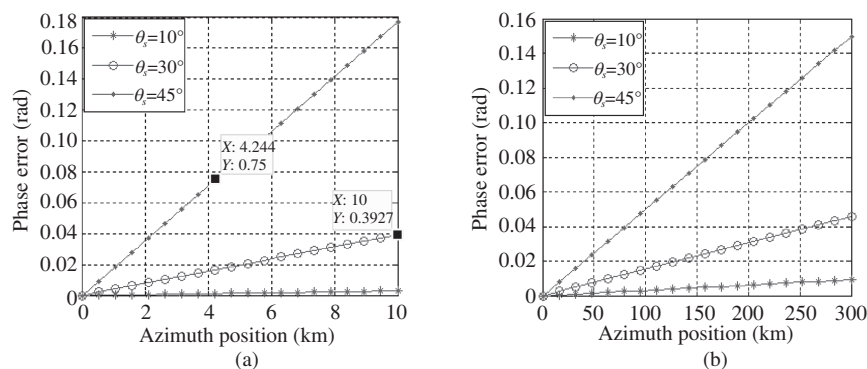 0.18
0.16
0.14
0.12
0.10
0.08
0.06
0.04
0.02
0
Phase error (rad)
θs=10°
θs=30°
θs=45°
X: 4.244
Y: 0.75
X: 10
Y: 0.3927
0 2 4 6 8 10
Azimuth position (km)
(a)
0.16
0.14
0.12
0.10
0.08
0.06
0.04
0.02
0
Phase error (rad)
θs=10°
θs=30°
θs=45°
0 50 100 150 200 250 300
Azimuth position (km)
(b)